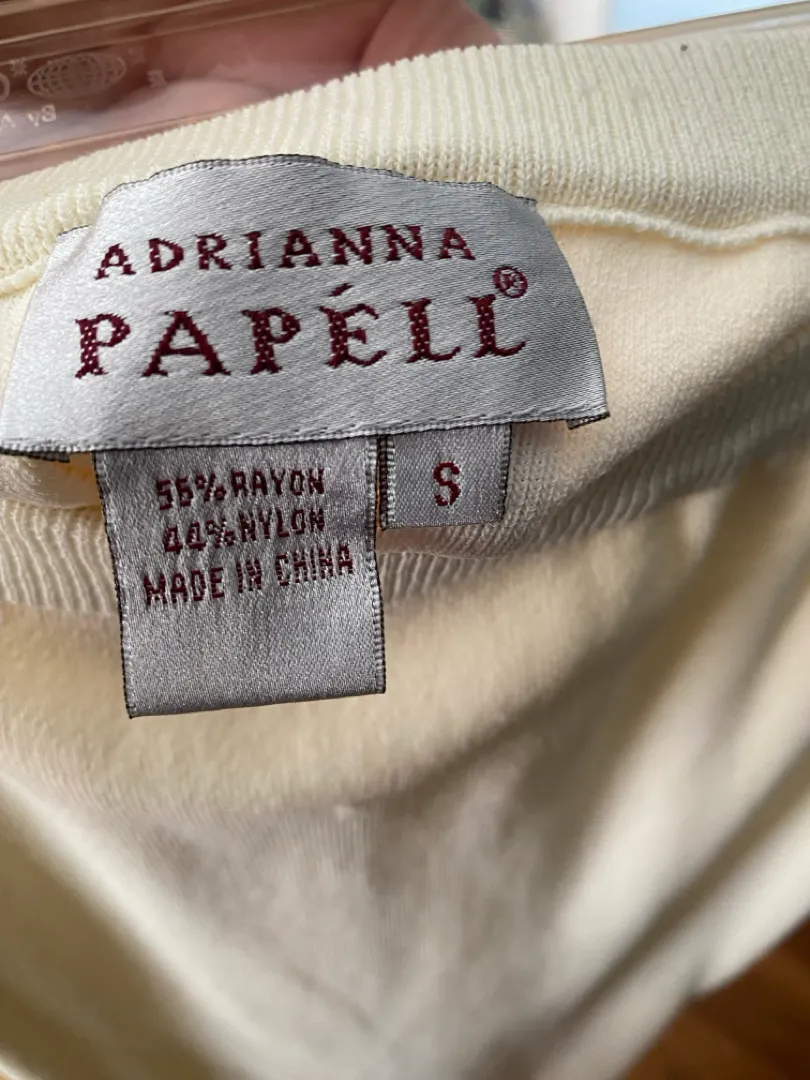 ADRIANNA
PAPÉLL®
S
56% RAYON
44% NYLON
MADE IN CHINA